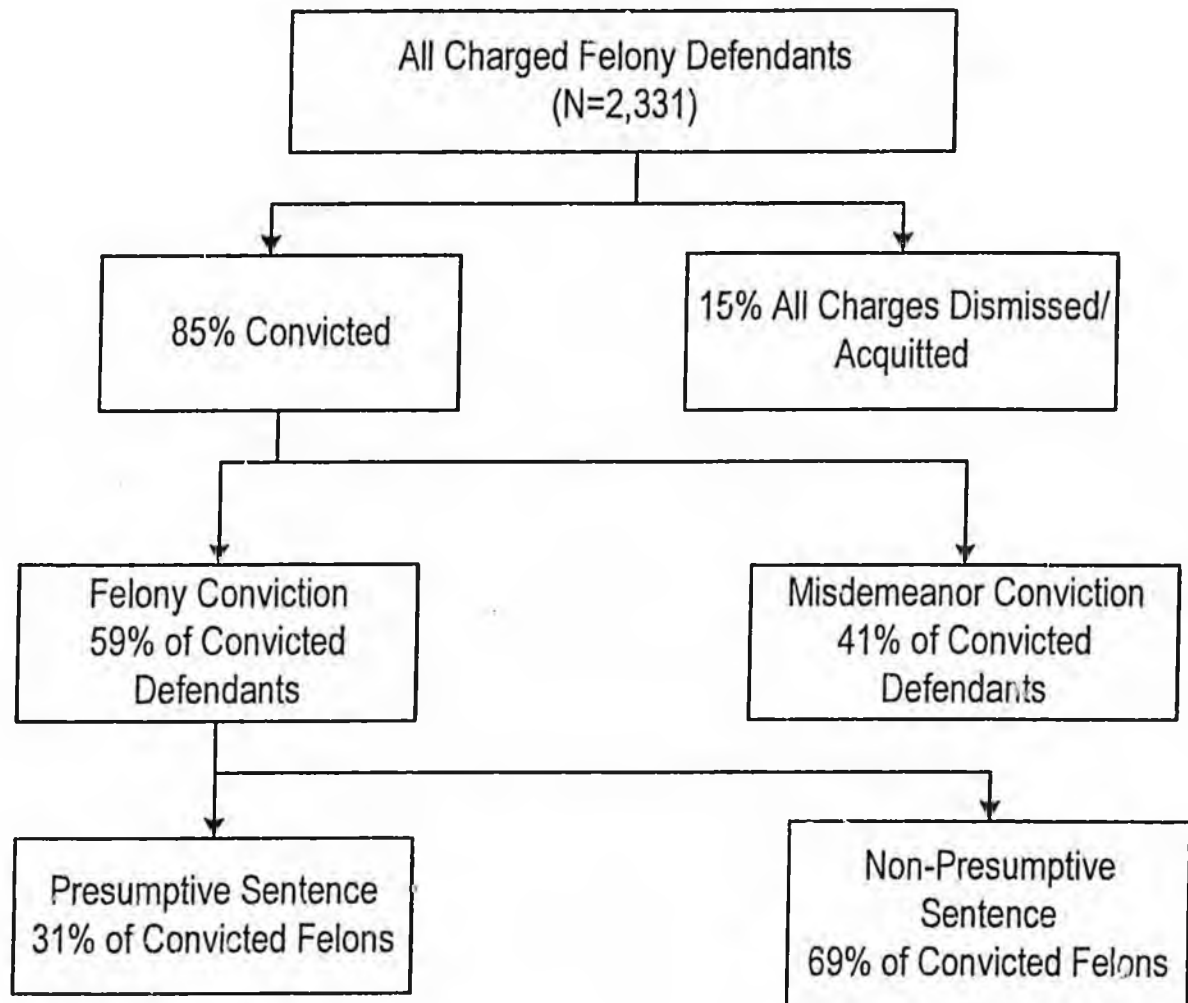 All Charged Felony Defendants
(N=2,331)
85% Convicted
15% All Charges Dismissed/
Acquitted
Felony Conviction
59% of Convicted
Defendants
Misdemeanor Conviction
41% of Convicted
Defendants
Presumptive Sentence
31% of Convicted Felons
Non-Presumptive
Sentence
69% of Convicted Felons